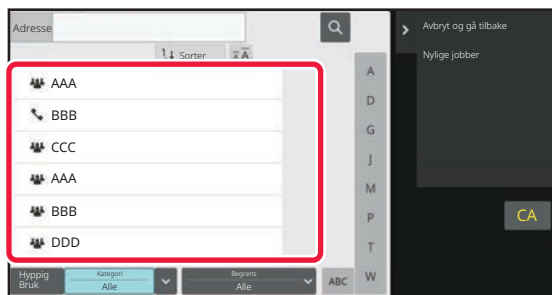 Adresse
Sorter
A A
AAA
BBB
CCC
AAA
BBB
DDD
A
D
G
J
M
P
T
W
Hyppig
Bruk
Kategori
Alle
Begrens
Alle
ABC
Avbryt og gå tilbake
Nylige jobber
CA